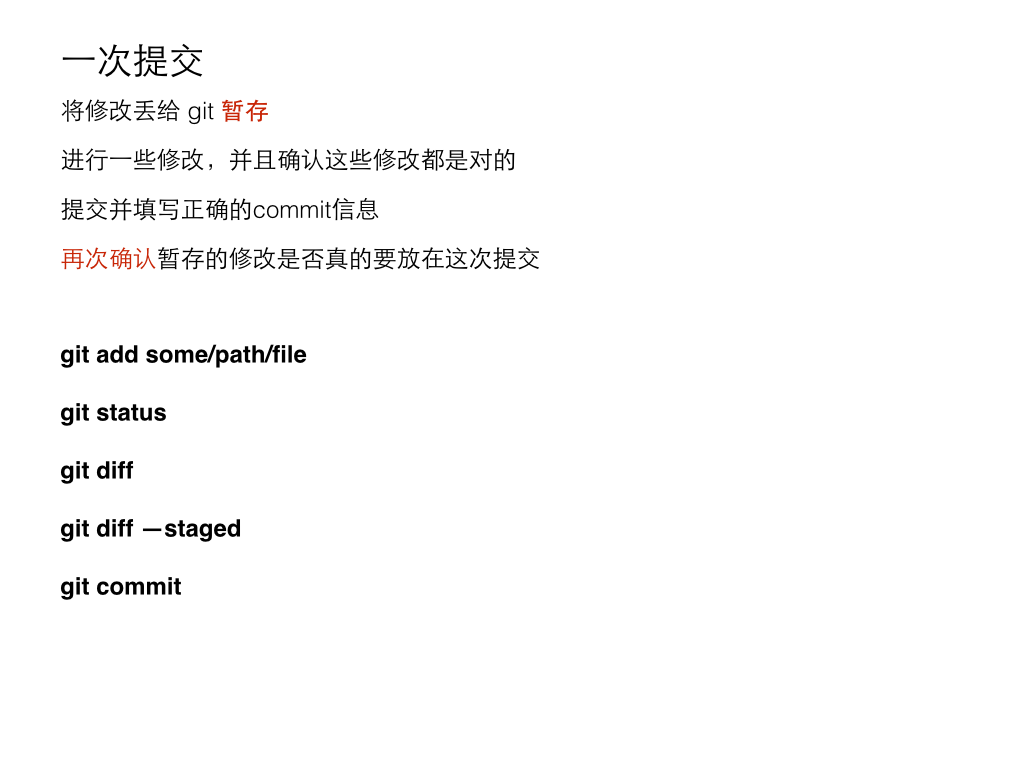 一次提交
将修改丢给 git 暂存
进行一些修改，并且确认这些修改都是对的
提交并填写正确的commit信息
再次确认暂存的修改是否真的要放在这次提交
git add some/path/file
git status
git diff
git diff —staged
git commit